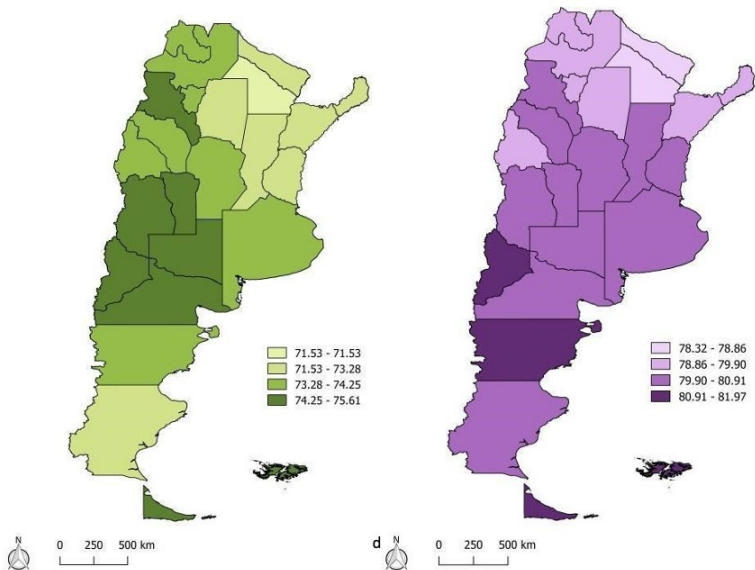 71.53 - 71.53
71.53 - 73.28
73.28 - 74.25
74.25 - 75.61
N
0 250 500 km
78.32 - 78.86
78.86 - 79.90
79.90 - 80.91
80.91 - 81.97
d
N
0 250 500 km